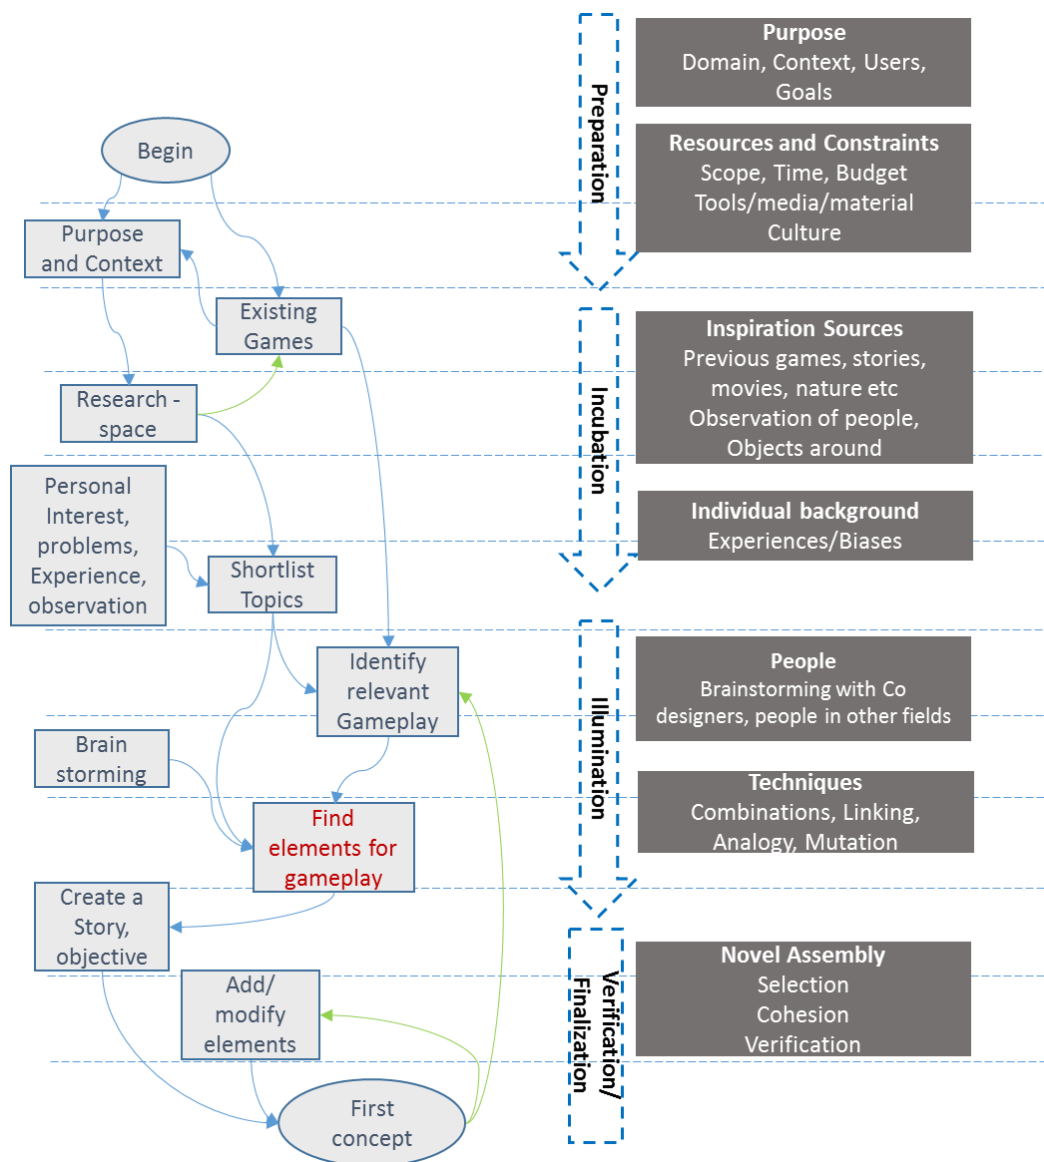 Begin
Purpose
and Context
Existing
Games
Research -
space
Personal
Interest,
problems,
Experience,
observation
Shortlist
Topics
Identify
relevant
Gameplay
Brain
storming
Find
elements for
gameplay
Create a
Story,
objective
Add/
modify
elements
First
concept
Preparation
Incubation
Illumination
Verification/
Finalization
Purpose
Domain, Context, Users,
Goals
Resources and Constraints
Scope, Time, Budget
Tools/media/material
Culture
Inspiration Sources
Previous games, stories,
movies, nature etc
Observation of people,
Objects around
Individual background
Experiences/Biases
People
Brainstorming with Co
designers, people in other fields
Techniques
Combinations, Linking,
Analogy, Mutation
Novel Assembly
Selection
Cohesion
Verification